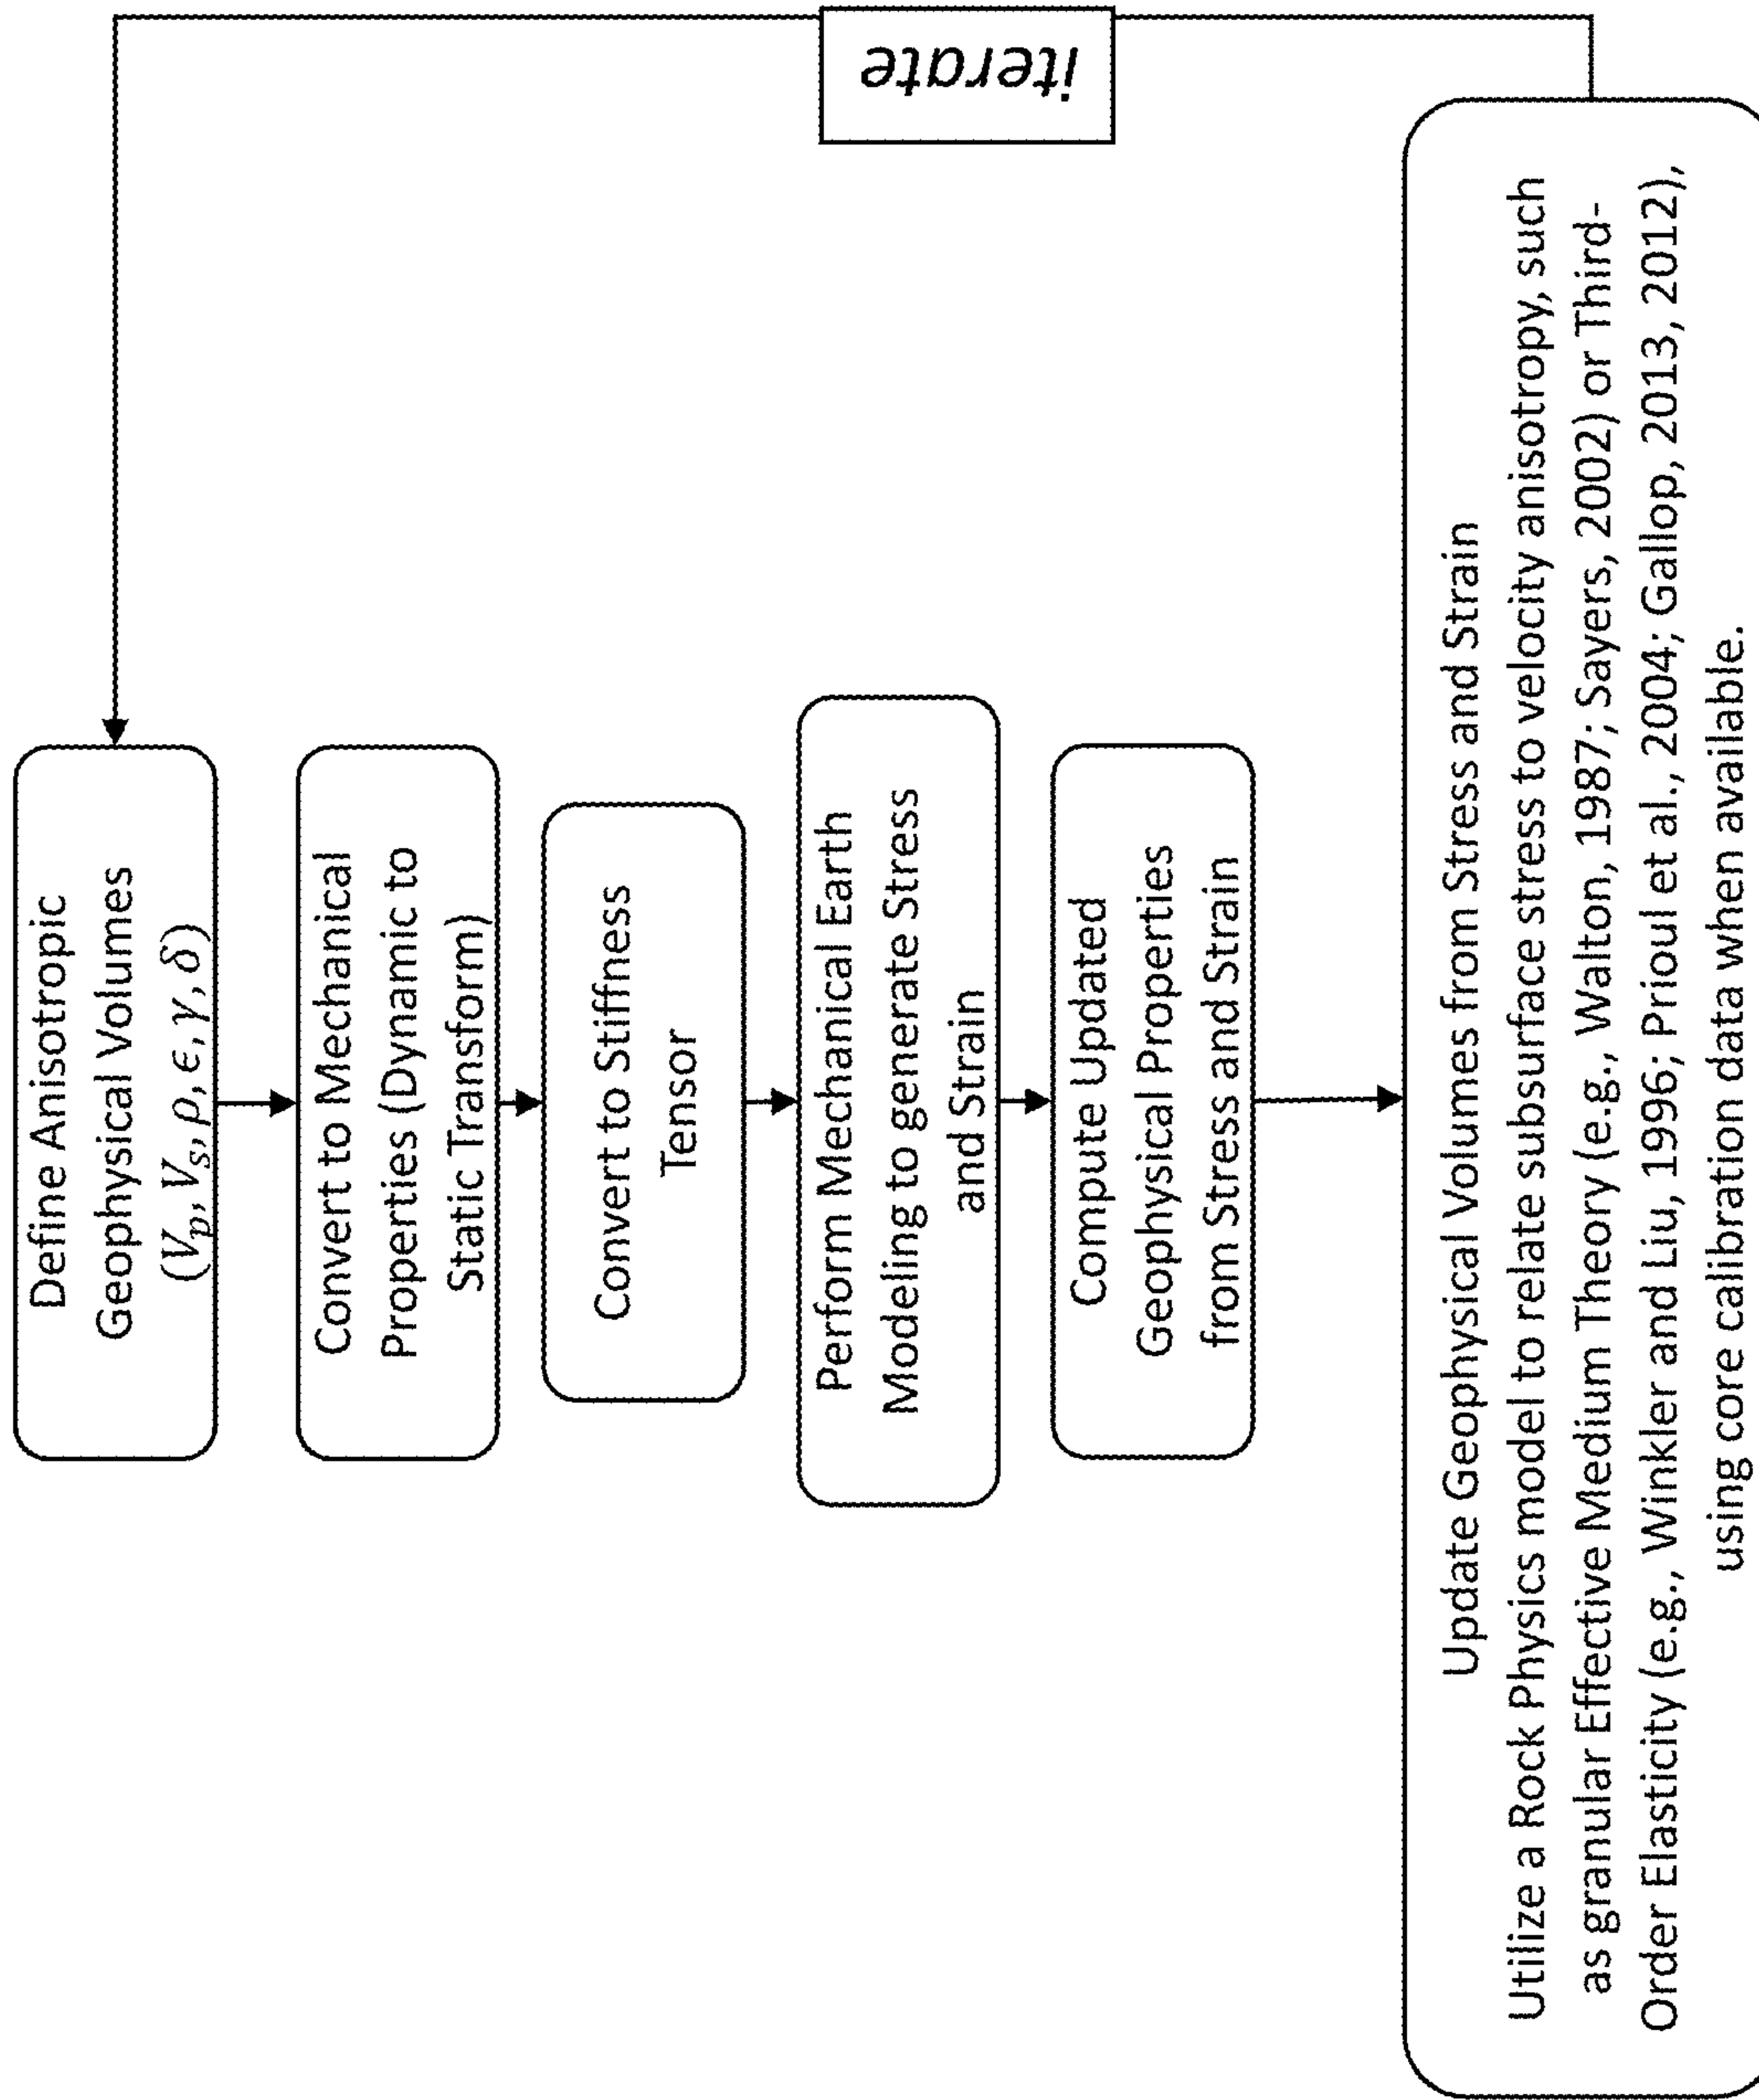 Define Anisotropic
Geophysical Volumes
(V_p, V_s, ρ, ϵ, γ, δ)
Convert to Mechanical
Properties (Dynamic to
Static Transform)
Convert to Stiffness
Tensor
Perform Mechanical Earth
Modeling to generate Stress
and Strain
Compute Updated
Geophysical Properties
from Stress and Strain
Update Geophysical Volumes from Stress and Strain
Utilize a Rock Physics model to relate subsurface stress to velocity anisotropy, such
as granular Effective Medium Theory (e.g., Walton, 1987; Sayers, 2002) or Third-
Order Elasticity (e.g., Winkler and Liu, 1996; Prioul et al., 2004; Gallop, 2013, 2012),
using core calibration data when available.
iterate